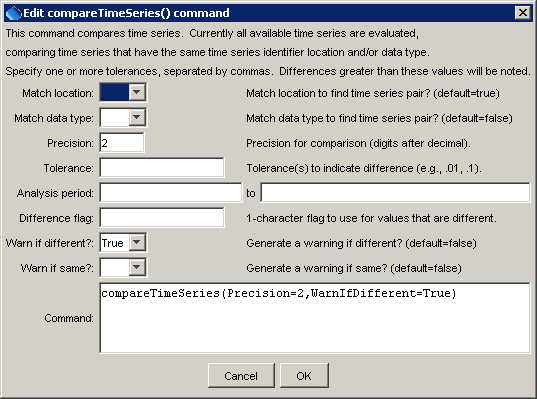 Edit compareTimeSeries() command
This command compares time series. Currently all available time series are evaluated,
comparing time series that have the same time series identifier location and/or data type.
Specify one or more tolerances, separated by commas. Differences greater than these values will be noted.
Match location: Match location to find time series pair? (default=true)
Match data type: Match data type to find time series pair? (default=false)
Precision: 2 Precision for comparison (digits after decimal).
Tolerance: Tolerance(s) to indicate difference (e.g., .01, .1).
Analysis period: to
Difference flag: 1-character flag to use for values that are different.
Warn if different?: True Generate a warning if different? (default=false)
Warn if same?: Generate a warning if same? (default=false)
compareTimeSeries(Precision=2,WarnIfDifferent=True)
Command:
Cancel OK